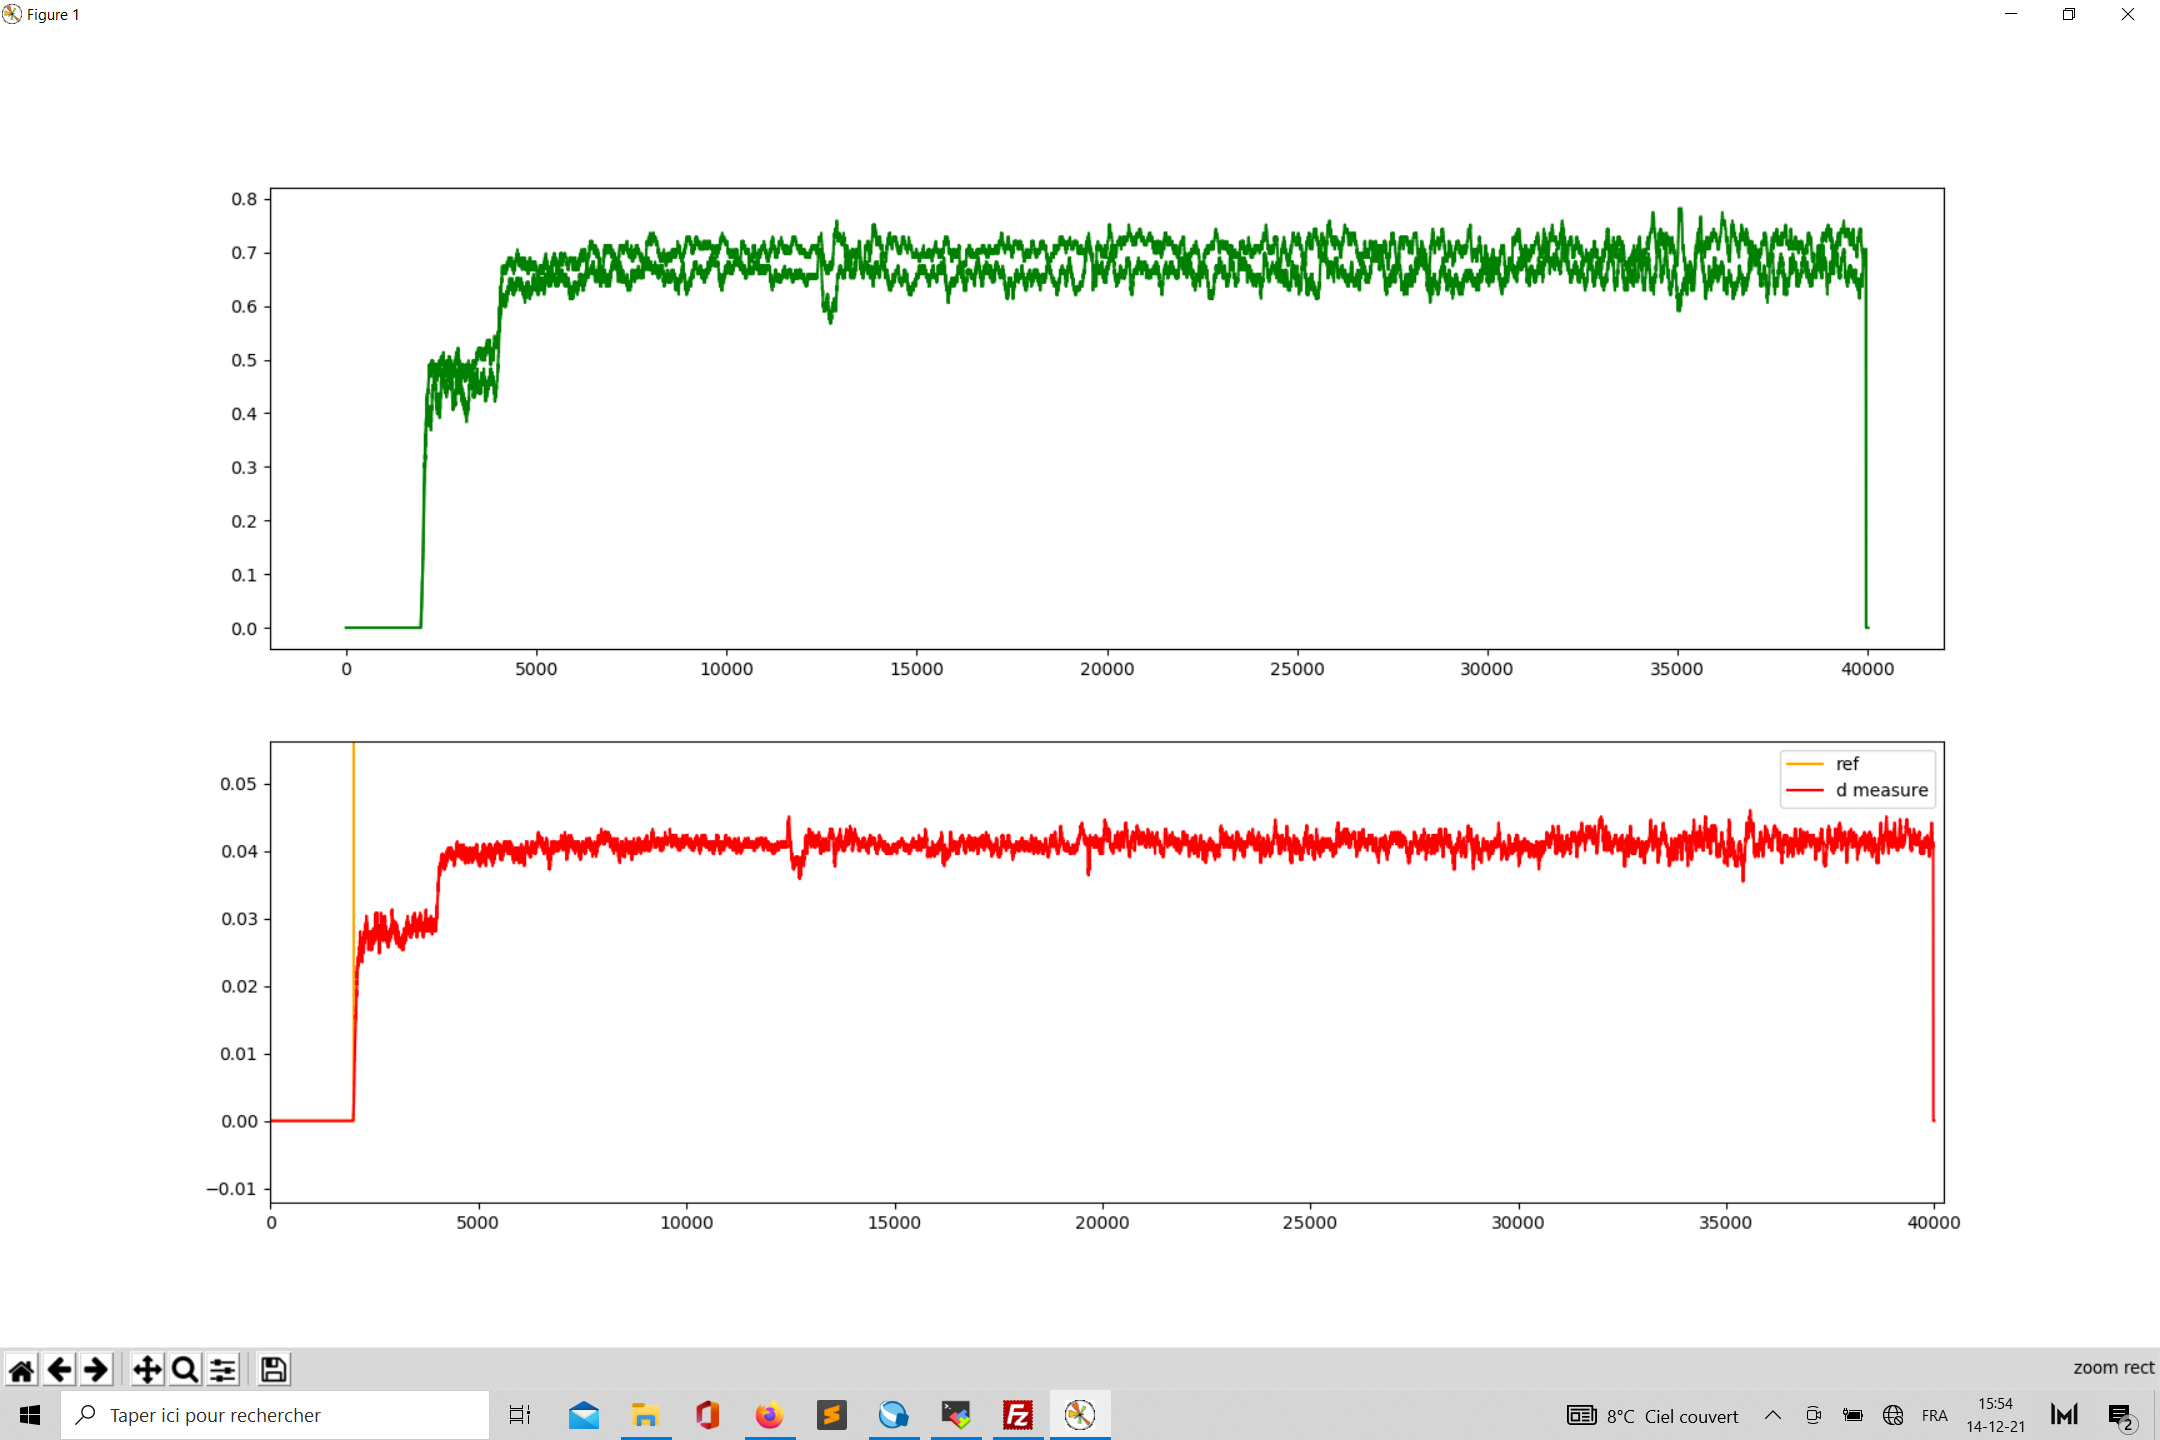 Figure 1
0.8
0.7
0.6
0.5
0.4
0.3
0.2
0.1
0.0
0 5000 10000 15000 20000 25000 30000 35000 40000
ref
d measure
0.05
0.04
0.03
0.02
0.01
0.00
−0.01
0 5000 10000 15000 20000 25000 30000 35000 40000
zoom rect
Taper ici pour rechercher
8°C Ciel couvert
FRA
15:54
14-12-21
2